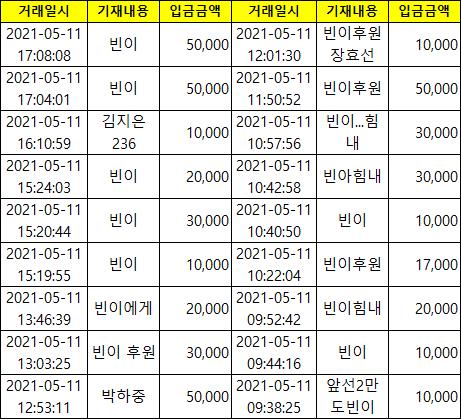 거래일시 기재내용 입금금액 거래일시 기재내용 입금금액
2021-05-11 2021-05-11 빈이후원
빈이 50,000 10,000
17:08:08 12:01:30 장효선
2021-05-11 2021-05-11
빈이 50,000 빈이후원 50,000
17:04:01 11:50:52
2021-05-11 김지은 2021-05-11 빈이...힘
10,000 30,000
16:10:59 236 10:57:56 내
2021-05-11 2021-05-11
빈이 20,000 빈아힘내 30,000
15:24:03 10:42:58
2021-05-11 2021-05-11
빈이 30,000 빈이 10,000
15:20:44 10:40:50
2021-05-11 2021-05-11
빈이 10,000 빈이후원 17,000
15:19:55 10:22:04
2021-05-11 2021-05-11
빈이에게 20,000 빈이힘내 20,000
13:46:39 09:52:42
2021-05-11 2021-05-11
빈이 후원 30,000 빈이 10,000
13:03:25 09:44:16
2021-05-11 2021-05-11 앞선2만
박하중 50,000 10,000
12:53:11 09:38:25 도빈이